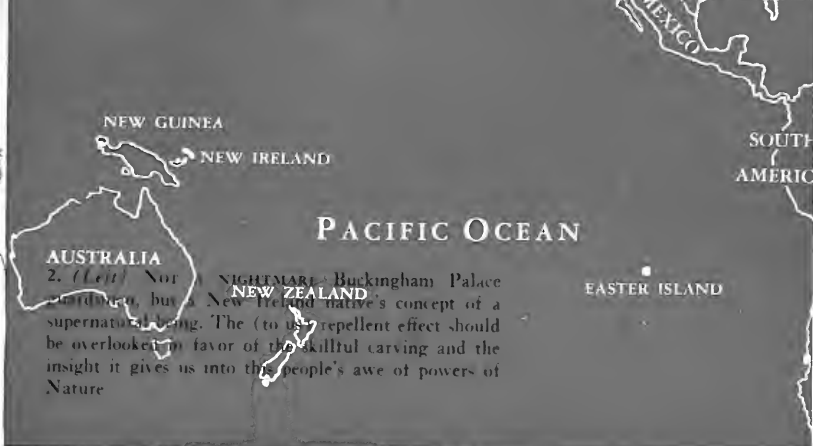 MEXICO
NEW GUINEA
NEW IRELAND
SOUTH
AMERIC
PACIFIC OCEAN
AUSTRALIA
EASTER ISLAND
NEW ZEALAND
2. (Left) Not A NIGHTMARE Buckingham Palace
guardsman, but a New Ireland native's concept of a
supernatural being. The (to us) repellent effect should
be overlooked in favor of the skillful carving and the
insight it gives us into this people's awe of powers of
Nature